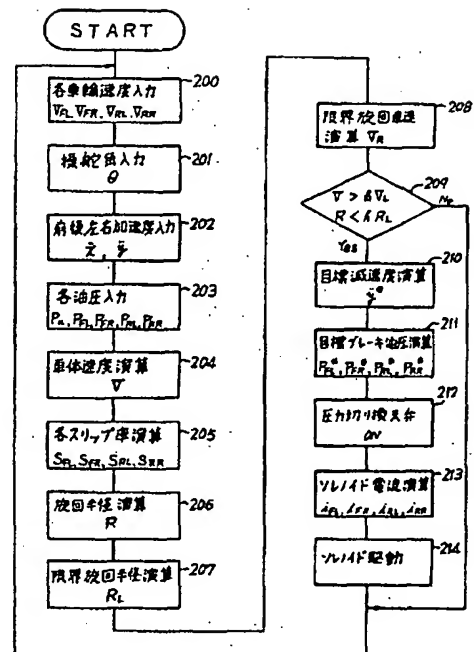 START
200
各車輪速度入力
V_FL, V_FR, V_RL, V_RR
201
操舵角入力
θ
202
前後左右加速度入力
ẍ, ÿ
203
各油圧入力
P_FL, P_FR, P_RL, P_RR
204
車体速度演算
V
205
各スリップ率演算
S_FL, S_FR, S_RL, S_RR
206
旋回半径演算
R
207
限界旋回半径演算
R_L
208
限界旋回車速
演算 V_R
209
No
R < R_L
Yes
210
目標減速度演算
211
目標ブレーキ油圧演算
P_FL*, P_FR*, P_RL*, P_RR*
212
圧力切り換え弁
ON
213
ソレノイド電流演算
i_FL, i_FR, i_RL, i_RR
214
ソレノイド駆動